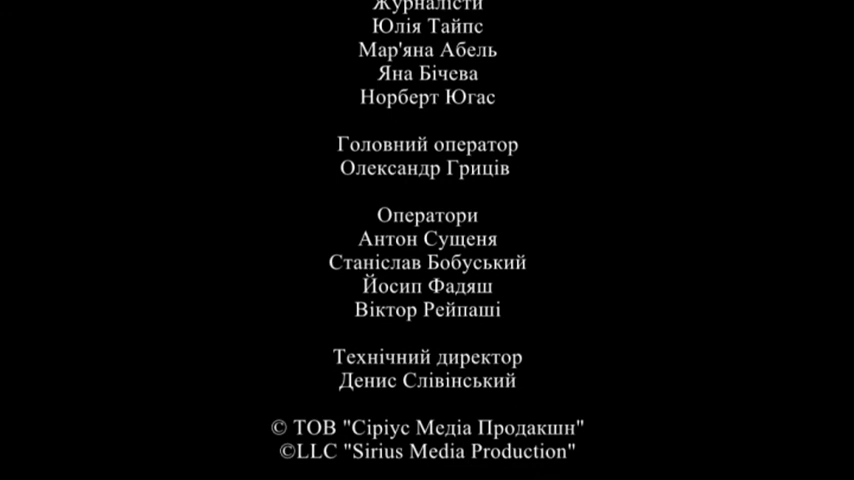 Журналісти
Юлія Тайпс
Мар'яна Абель
Яна Бічева
Норберт Югас
Головний оператор
Олександр Гриців
Оператори
Антон Сущеня
Станіслав Бобуський
Йосип Фадяш
Віктор Рейпаші
Технічний директор
Денис Слівінський
© ТОВ "Сіріус Медіа Продакшн"
©LLC "Sirius Media Production"